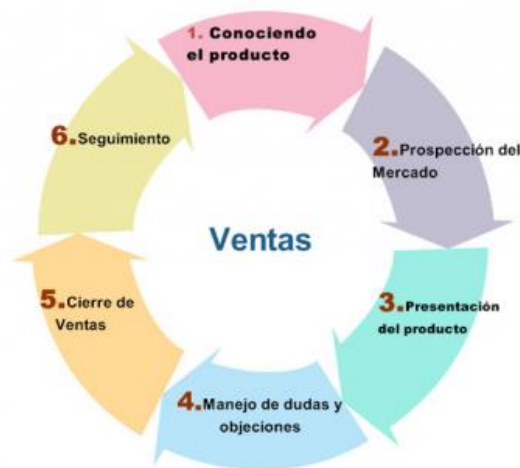 1. Conociendo
el producto
2.Prospección del
Mercado
3.Presentación
del producto
4.Manejo de dudas y
objeciones
5.Cierre de
Ventas
6.Seguimiento
Ventas